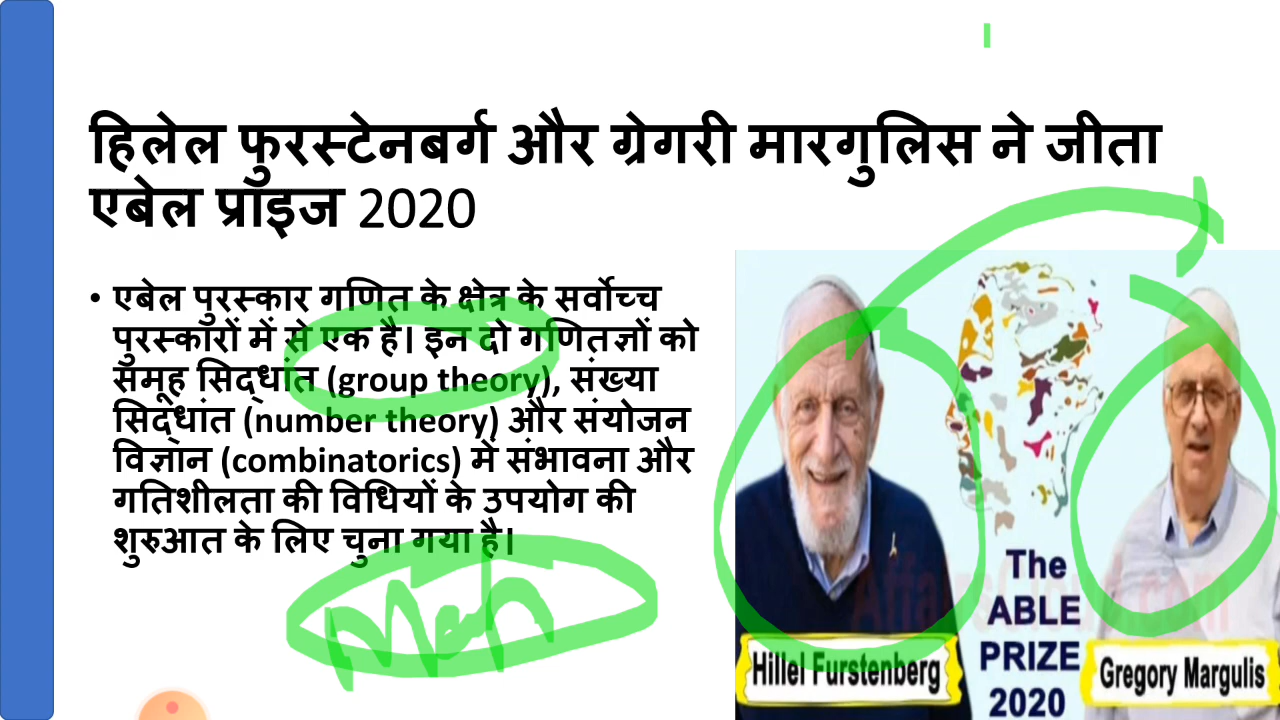 हिलेल फुरस्टेनबर्ग और ग्रेगरी मारगुलिस ने जीता
एबेल प्राइज 2020
• एबेल पुरस्कार गणित के क्षेत्र के सर्वोच्च
पुरस्कारों में से एक है। इन दो गणितज्ञों को
समूह सिद्धांत (group theory), संख्या
सिद्धांत (number theory) और संयोजन
विज्ञान (combinatorics) में संभावना और
गतिशीलता की विधियों के उपयोग की
शुरुआत के लिए चुना गया है।
The
ABLE
PRIZE
2020
Hillel Furstenberg
Gregory Margulis